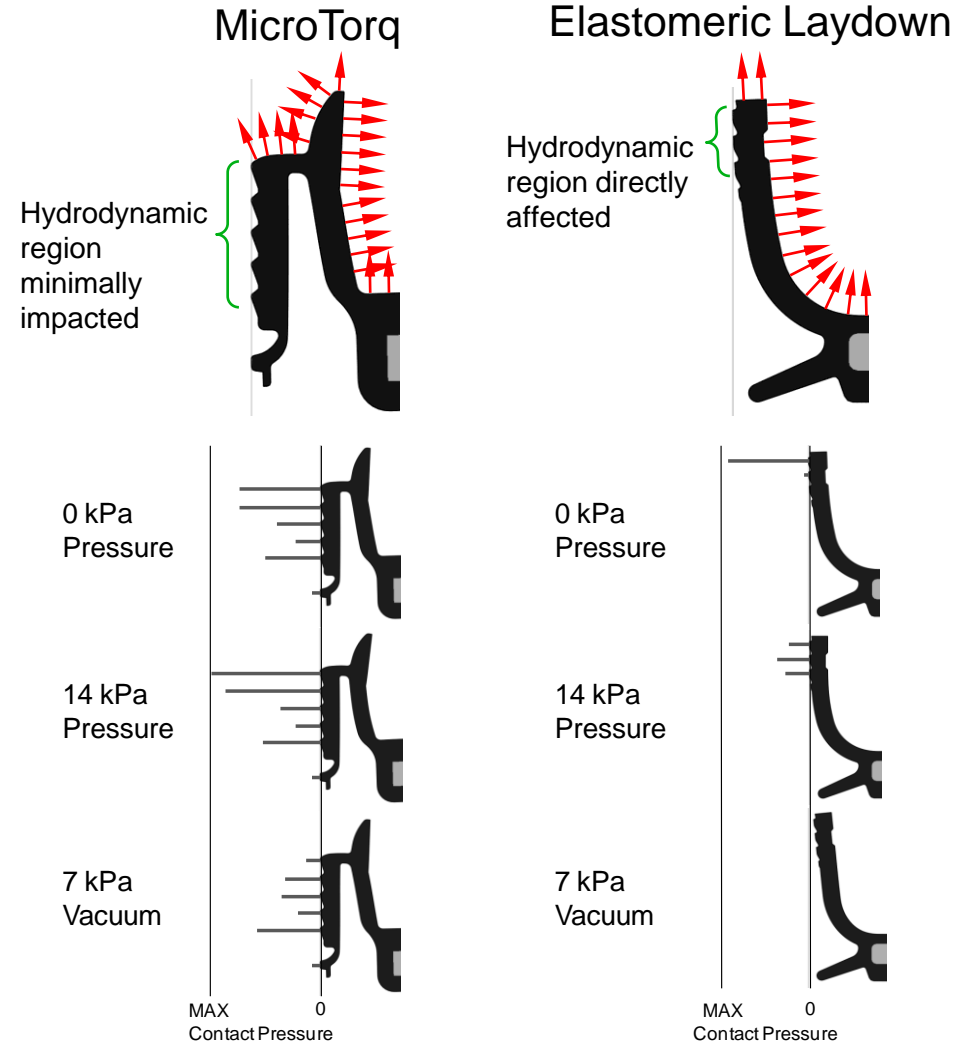 MicroTorq
Elastomeric Laydown
Hydrodynamic
region
minimally
impacted
Hydrodynamic
region directly
affected
0 kPa
Pressure
14 kPa
Pressure
7 kPa
Vacuum
MAX 0
Contact Pressure
0 kPa
Pressure
14 kPa
Pressure
7 kPa
Vacuum
MAX 0
Contact Pressure